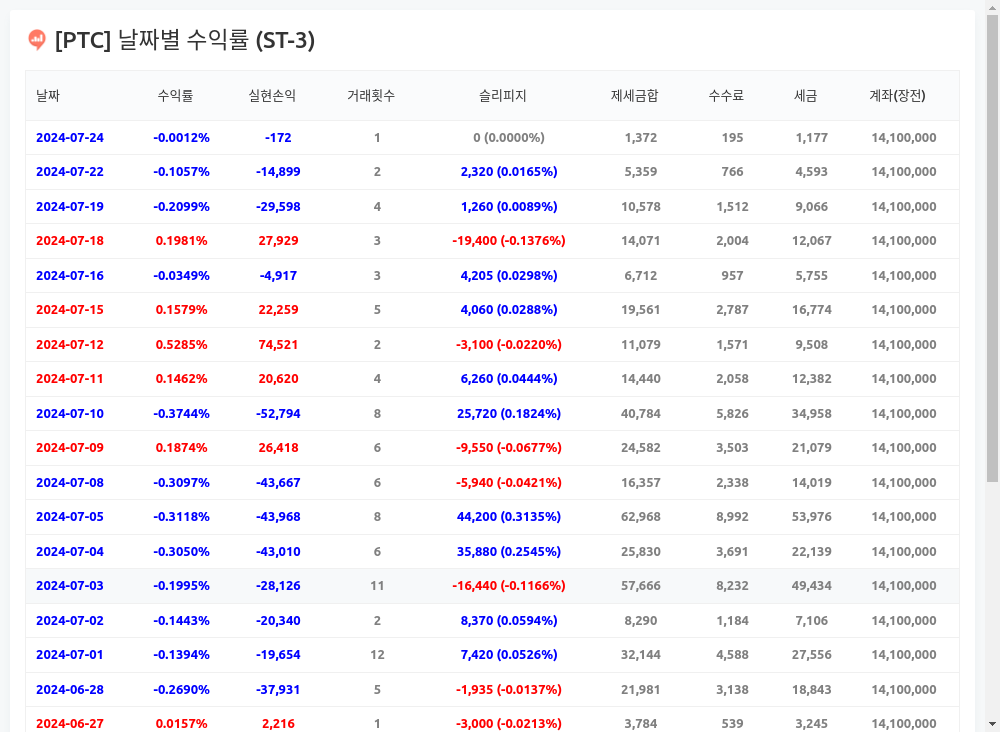 [PTC] 날짜별 수익률 (ST-3)
날짜 수익률 실현손익 거래횟수 슬리피지 제세금합 수수료 세금 계좌(장전)
2024-07-24 -0.0012% -172 1 0 (0.0000%) 1,372 195 1,177 14,100,000
2024-07-22 -0.1057% -14,899 2 2,320 (0.0165%) 5,359 766 4,593 14,100,000
2024-07-19 -0.2099% -29,598 4 1,260 (0.0089%) 10,578 1,512 9,066 14,100,000
2024-07-18 0.1981% 27,929 3 -19,400 (-0.1376%) 14,071 2,004 12,067 14,100,000
2024-07-16 -0.0349% -4,917 3 4,205 (0.0298%) 6,712 957 5,755 14,100,000
2024-07-15 0.1579% 22,259 5 4,060 (0.0288%) 19,561 2,787 16,774 14,100,000
2024-07-12 0.5285% 74,521 2 -3,100 (-0.0220%) 11,079 1,571 9,508 14,100,000
2024-07-11 0.1462% 20,620 4 6,260 (0.0444%) 14,440 2,058 12,382 14,100,000
2024-07-10 -0.3744% -52,794 8 25,720 (0.1824%) 40,784 5,826 34,958 14,100,000
2024-07-09 0.1874% 26,418 6 -9,550 (-0.0677%) 24,582 3,503 21,079 14,100,000
2024-07-08 -0.3097% -43,667 6 -5,940 (-0.0421%) 16,357 2,338 14,019 14,100,000
2024-07-05 -0.3118% -43,968 8 44,200 (0.3135%) 62,968 8,992 53,976 14,100,000
2024-07-04 -0.3050% -43,010 6 35,880 (0.2545%) 25,830 3,691 22,139 14,100,000
2024-07-03 -0.1995% -28,126 11 -16,440 (-0.1166%) 57,666 8,232 49,434 14,100,000
2024-07-02 -0.1443% -20,340 2 8,370 (0.0594%) 8,290 1,184 7,106 14,100,000
2024-07-01 -0.1394% -19,654 12 7,420 (0.0526%) 32,144 4,588 27,556 14,100,000
2024-06-28 -0.2690% -37,931 5 -1,935 (-0.0137%) 21,981 3,138 18,843 14,100,000
2024-06-27 0.0157% 2,216 1 -3,000 (-0.0213%) 3,784 539 3,245 14,100,000